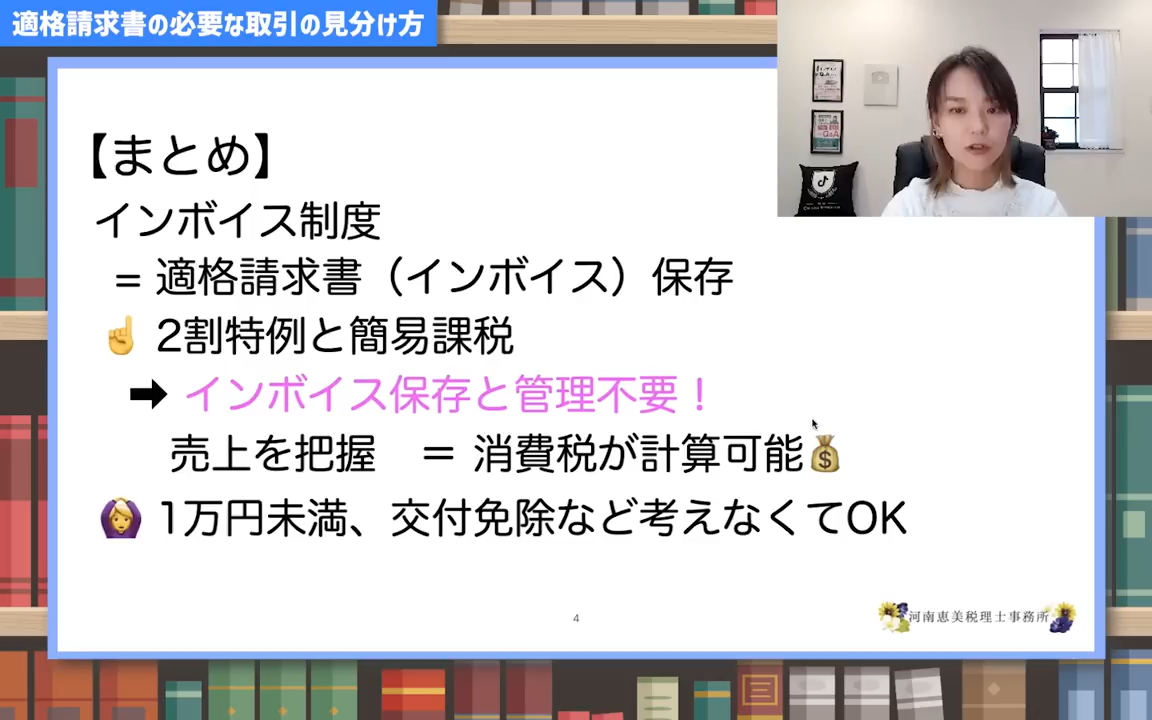 適格請求書の必要な取引の見分け方
【まとめ】
インボイス制度
= 適格請求書（インボイス）保存
☝️ 2割特例と簡易課税
➡ インボイス保存と管理不要！
売上を把握 ＝ 消費税が計算可能💰
🙆‍♀️ 1万円未満、交付免除など考えなくてOK
4
河南恵美税理士事務所